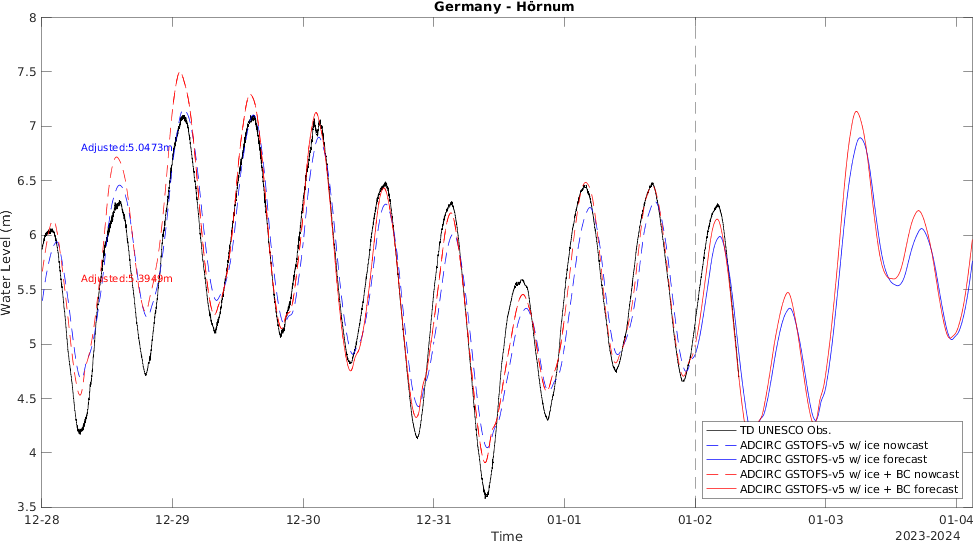 Germany - Hörnum
8
7.5
7
6.5
6
5.5
5
4.5
4
3.5
Water Level (m)
Adjusted:5.0473m
Adjusted:5.3949m
TD UNESCO Obs.
ADCIRC GSTOFS-v5 w/ ice nowcast
ADCIRC GSTOFS-v5 w/ ice forecast
ADCIRC GSTOFS-v5 w/ ice + BC nowcast
ADCIRC GSTOFS-v5 w/ ice + BC forecast
12-28 12-29 12-30 12-31 01-01 01-02 01-03 01-04
Time
2023-2024